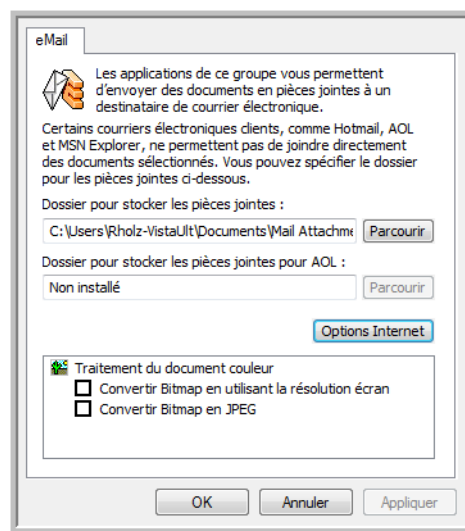 eMail
Les applications de ce groupe vous permettent
d'envoyer des documents en pièces jointes à un
destinataire de courrier électronique.
Certains courriers électroniques clients, comme Hotmail, AOL
et MSN Explorer, ne permettent pas de joindre directement
des documents sélectionnés. Vous pouvez spécifier le dossier
pour les pièces jointes ci-dessous.
Dossier pour stocker les pièces jointes :
C:\Users\Rholz-VistaUlt\Documents\Mail Attachme Parcourir
Dossier pour stocker les pièces jointes pour AOL :
Non installé Parcourir
Options Internet
Traitement du document couleur
Convertir Bitmap en utilisant la résolution écran
Convertir Bitmap en JPEG
OK Annuler Appliquer